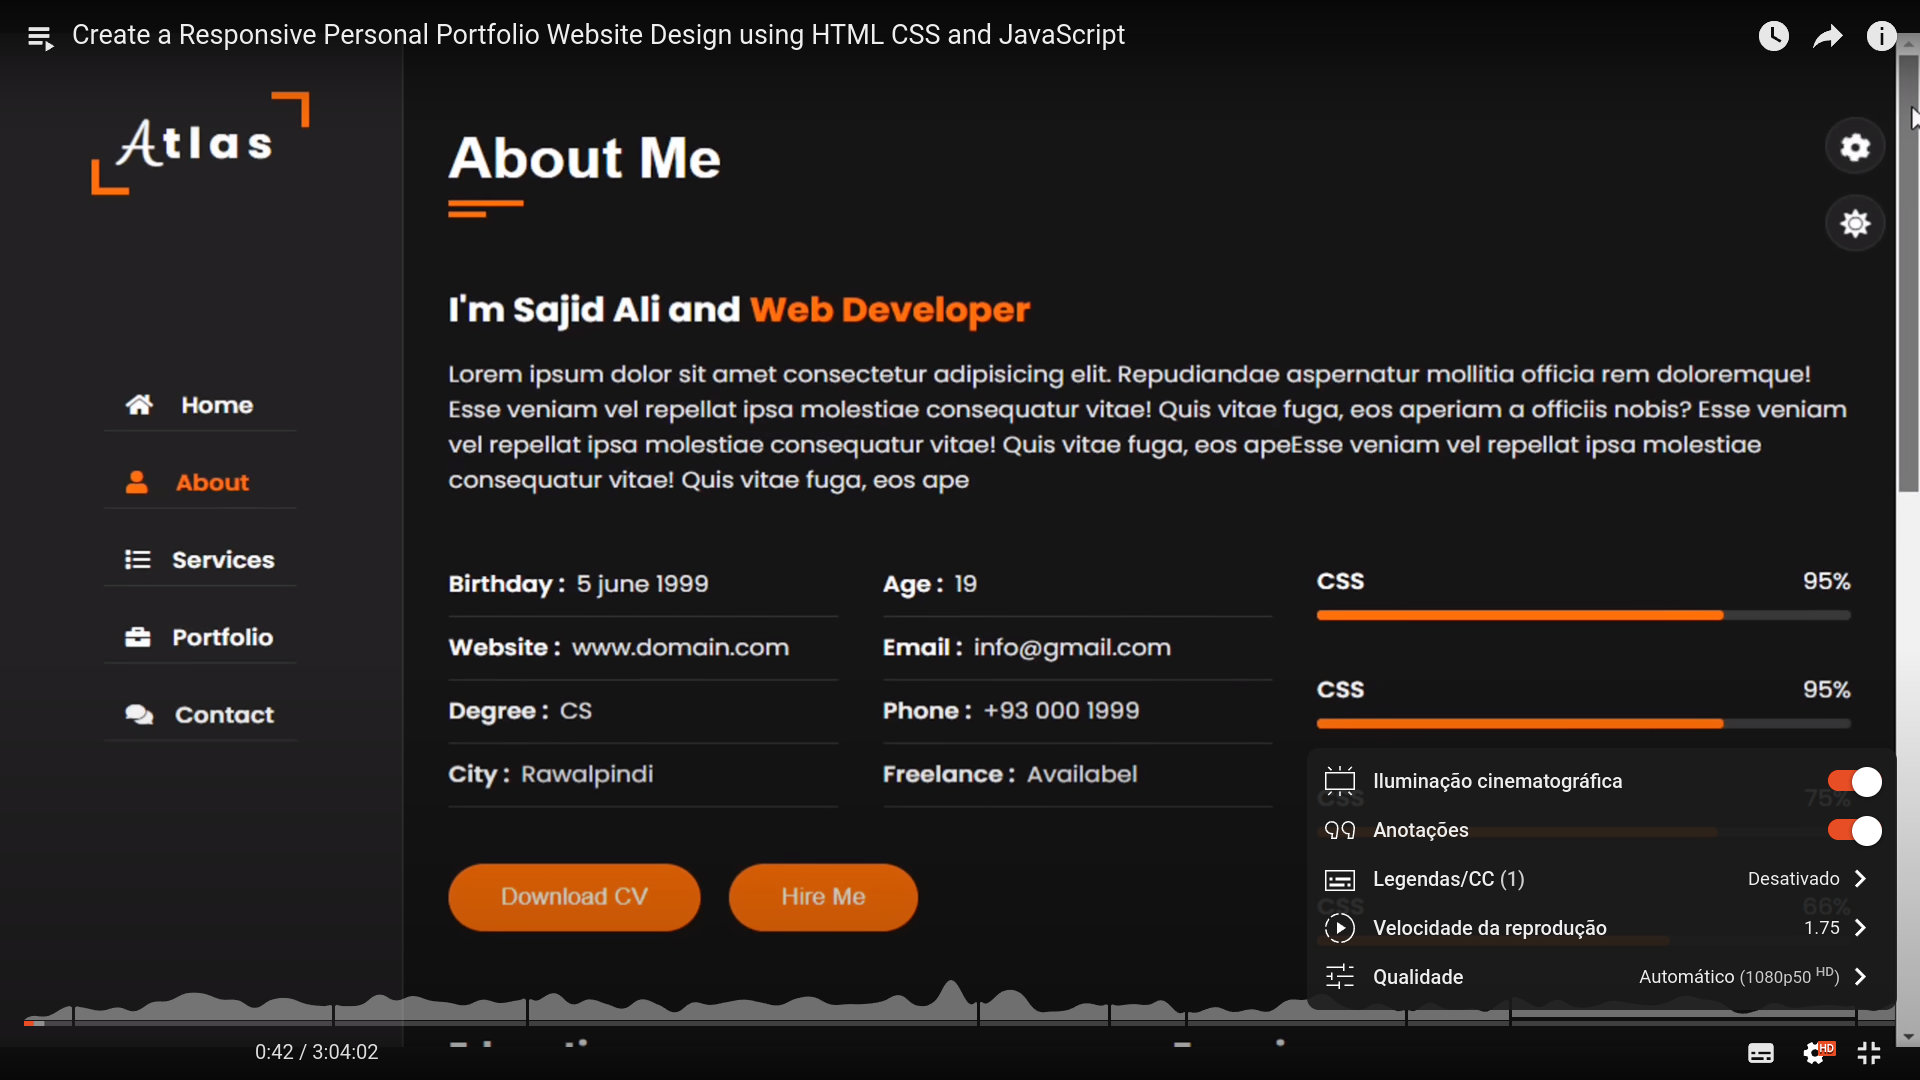 Create a Responsive Personal Portfolio Website Design using HTML CSS and JavaScript
Atlas
Home
About
Services
Portfolio
Contact
About Me
I'm Sajid Ali and Web Developer
Lorem ipsum dolor sit amet consectetur adipisicing elit. Repudiandae aspernatur mollitia officia rem doloremque!
Esse veniam vel repellat ipsa molestiae consequatur vitae! Quis vitae fuga, eos aperiam a officiis nobis? Esse veniam
vel repellat ipsa molestiae consequatur vitae! Quis vitae fuga, eos apeEsse veniam vel repellat ipsa molestiae
consequatur vitae! Quis vitae fuga, eos ape
Birthday : 5 june 1999
Age : 19
Website : www.domain.com
Email : info@gmail.com
Degree : CS
Phone : +93 000 1999
City : Rawalpindi
Freelance : Availabel
Download CV
Hire Me
CSS 95%
CSS 95%
CSS 75%
CSS 66%
Iluminação cinematográfica
Anotações
Legendas/CC (1) Desativado
Velocidade da reprodução 1.75
Qualidade Automático (1080p50 HD)
0:42 / 3:04:02
HD